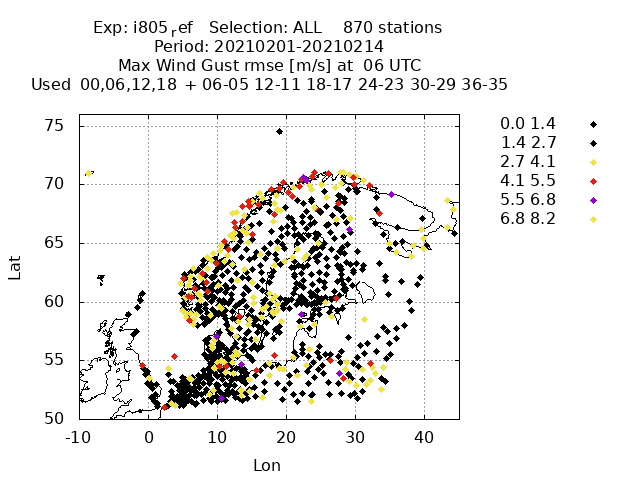 Exp: i805ref Selection: ALL 870 stations
Period: 20210201-20210214
Max Wind Gust rmse [m/s] at 06 UTC
Used 00,06,12,18 + 06-05 12-11 18-17 24-23 30-29 36-35
0.0 1.4
1.4 2.7
2.7 4.1
4.1 5.5
5.5 6.8
6.8 8.2
75
70
65
60
55
50
Lat
-10 0 10 20 30 40
Lon